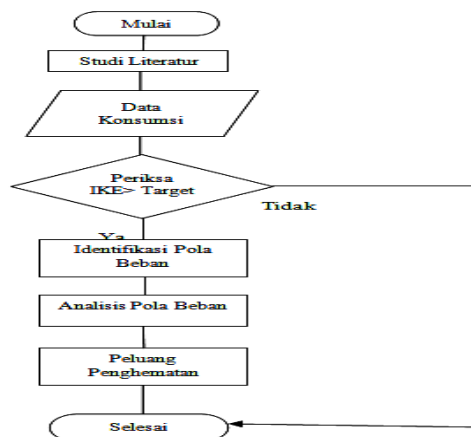 Mulai
Studi Literatur
Data
Konsumsi
Periksa
IKE> Target
Tidak
Ya
Identifikasi Pola
Beban
Analisis Pola Beban
Peluang
Penghematan
Selesai